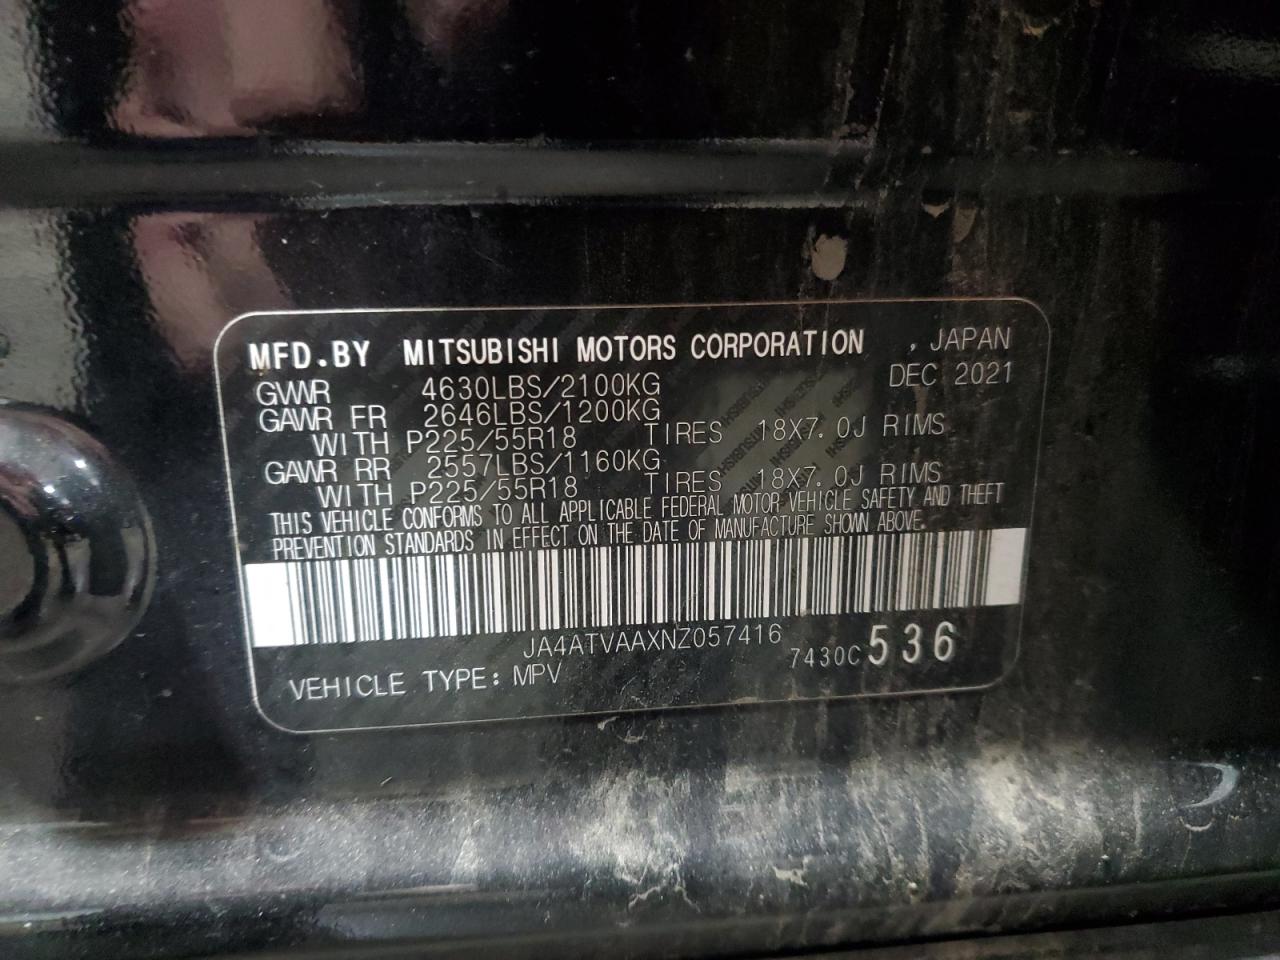 MFD.BY MITSUBISHI MOTORS CORPORATION , JAPAN
GVWR 4630LBS/2100KG DEC 2021
GAWR FR 2646LBS/1200KG
WITH P225/55R18 TIRES 18X7.0J RIMS
GAWR RR 2557LBS/1160KG
WITH P225/55R18 TIRES 18X7.0J RIMS
THIS VEHICLE CONFORMS TO ALL APPLICABLE FEDERAL MOTOR VEHICLE SAFETY AND THEFT
PREVENTION STANDARDS IN EFFECT ON THE DATE OF MANUFACTURE SHOWN ABOVE.
JA4ATVAAXNZ057416
7430C 536
VEHICLE TYPE: MPV